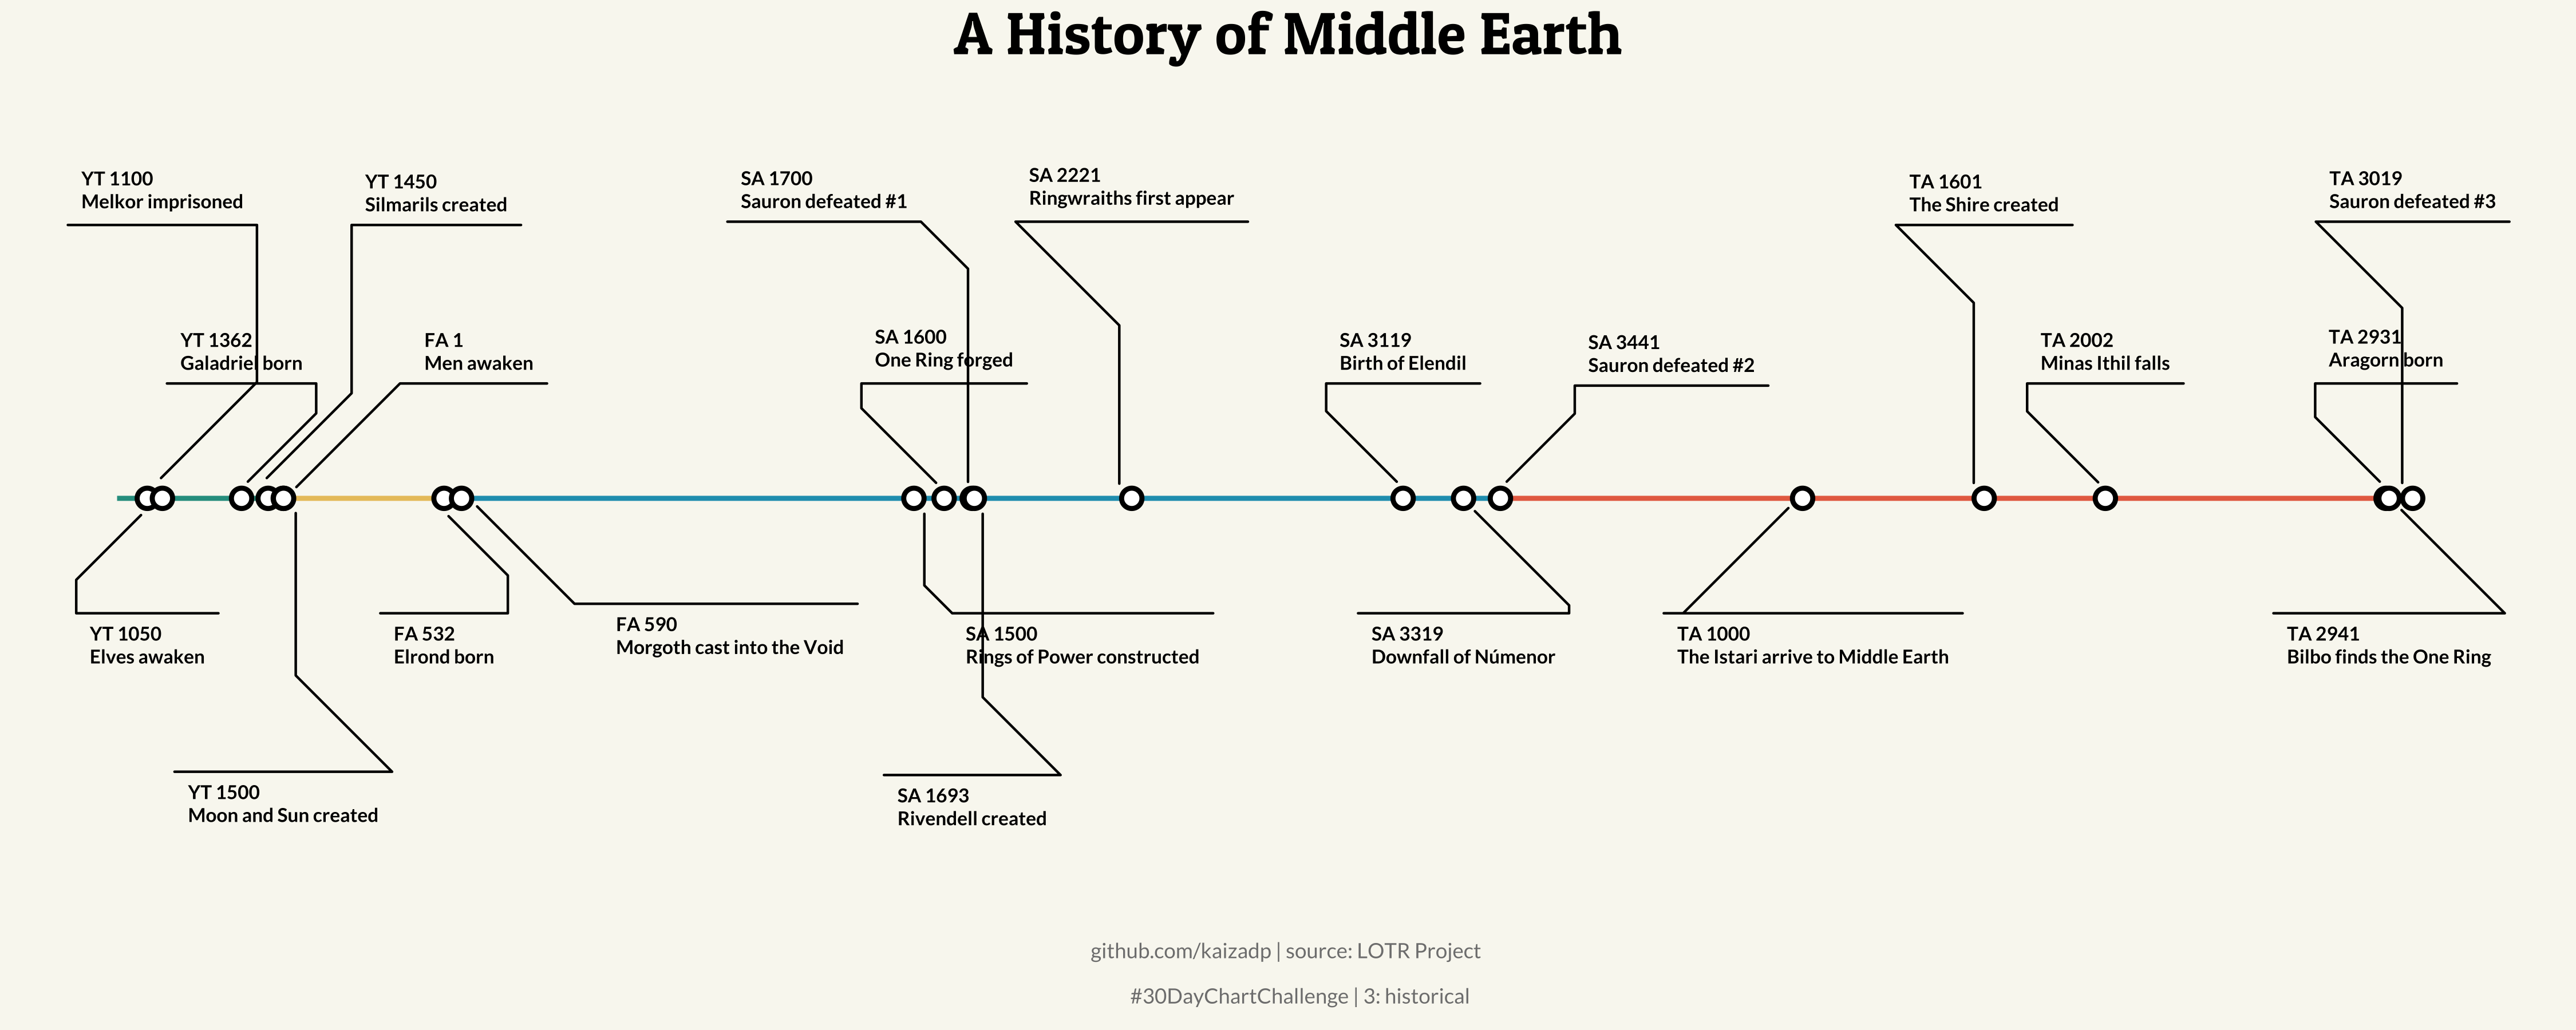 A History of Middle Earth
YT 1100
Melkor imprisoned
YT 1450
Silmarils created
SA 1700
Sauron defeated #1
SA 2221
Ringwraiths first appear
TA 1601
The Shire created
TA 3019
Sauron defeated #3
YT 1362
Galadriel born
FA 1
Men awaken
SA 1600
One Ring forged
SA 3119
Birth of Elendil
SA 3441
Sauron defeated #2
TA 2002
Minas Ithil falls
TA 2931
Aragorn born
YT 1050
Elves awaken
FA 532
Elrond born
FA 590
Morgoth cast into the Void
SA 1500
Rings of Power constructed
SA 3319
Downfall of Númenor
TA 1000
The Istari arrive to Middle Earth
TA 2941
Bilbo finds the One Ring
YT 1500
Moon and Sun created
SA 1693
Rivendell created
github.com/kaizadp | source: LOTR Project
#30DayChartChallenge | 3: historical